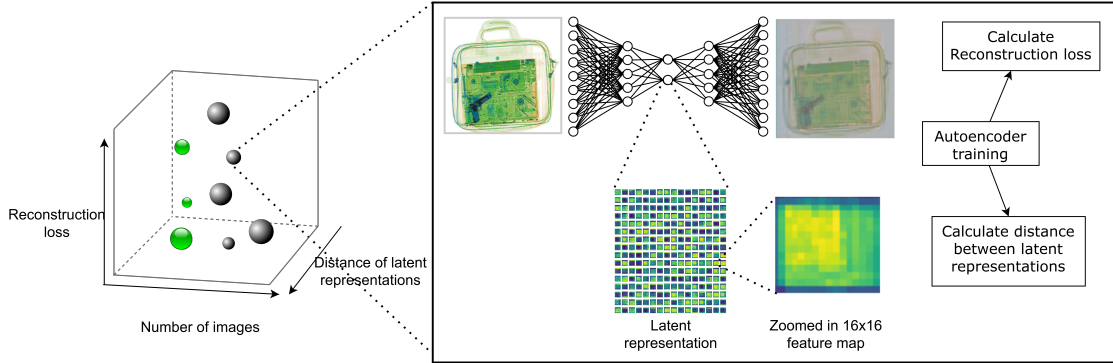 Reconstruction
loss
Number of images
Distance of latent
representations
Latent
representation
Zoomed in 16x16
feature map
Calculate
Reconstruction loss
Autoencoder
training
Calculate distance
between latent
representations